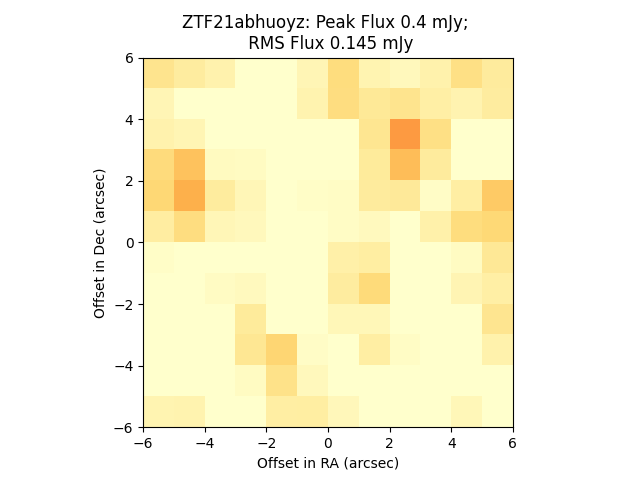 ZTF21abhuoyz: Peak Flux 0.4 mJy;
RMS Flux 0.145 mJy
6
4
2
0
−2
−4
−6
Offset in Dec (arcsec)
−6 −4 −2 0 2 4 6
Offset in RA (arcsec)